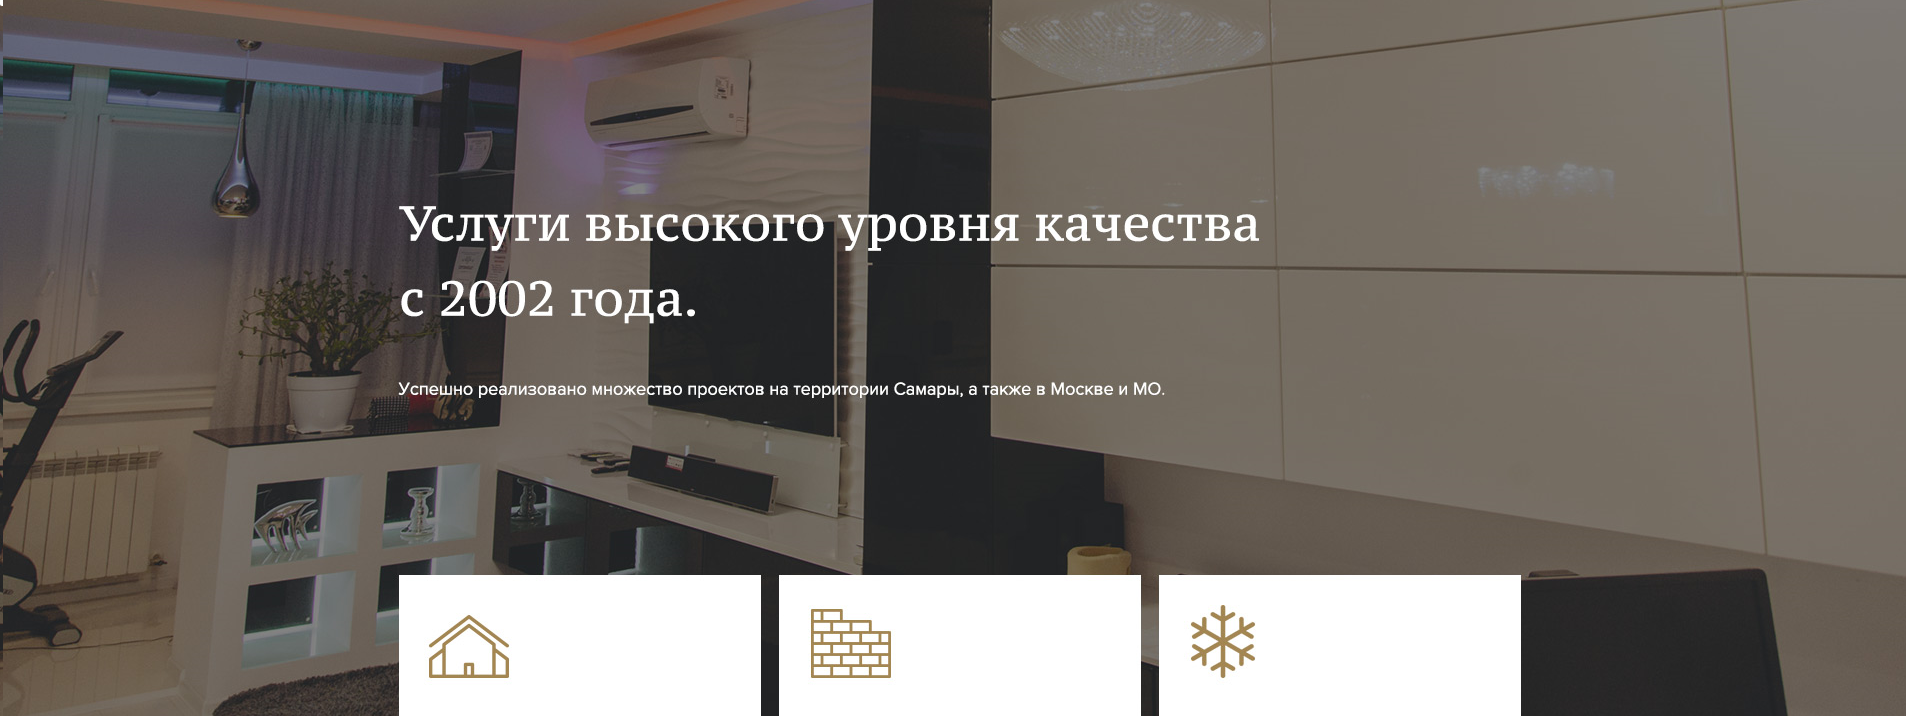 Услуги высокого уровня качества
с 2002 года.
Успешно реализовано множество проектов на территории Самары, а также в Москве и МО.